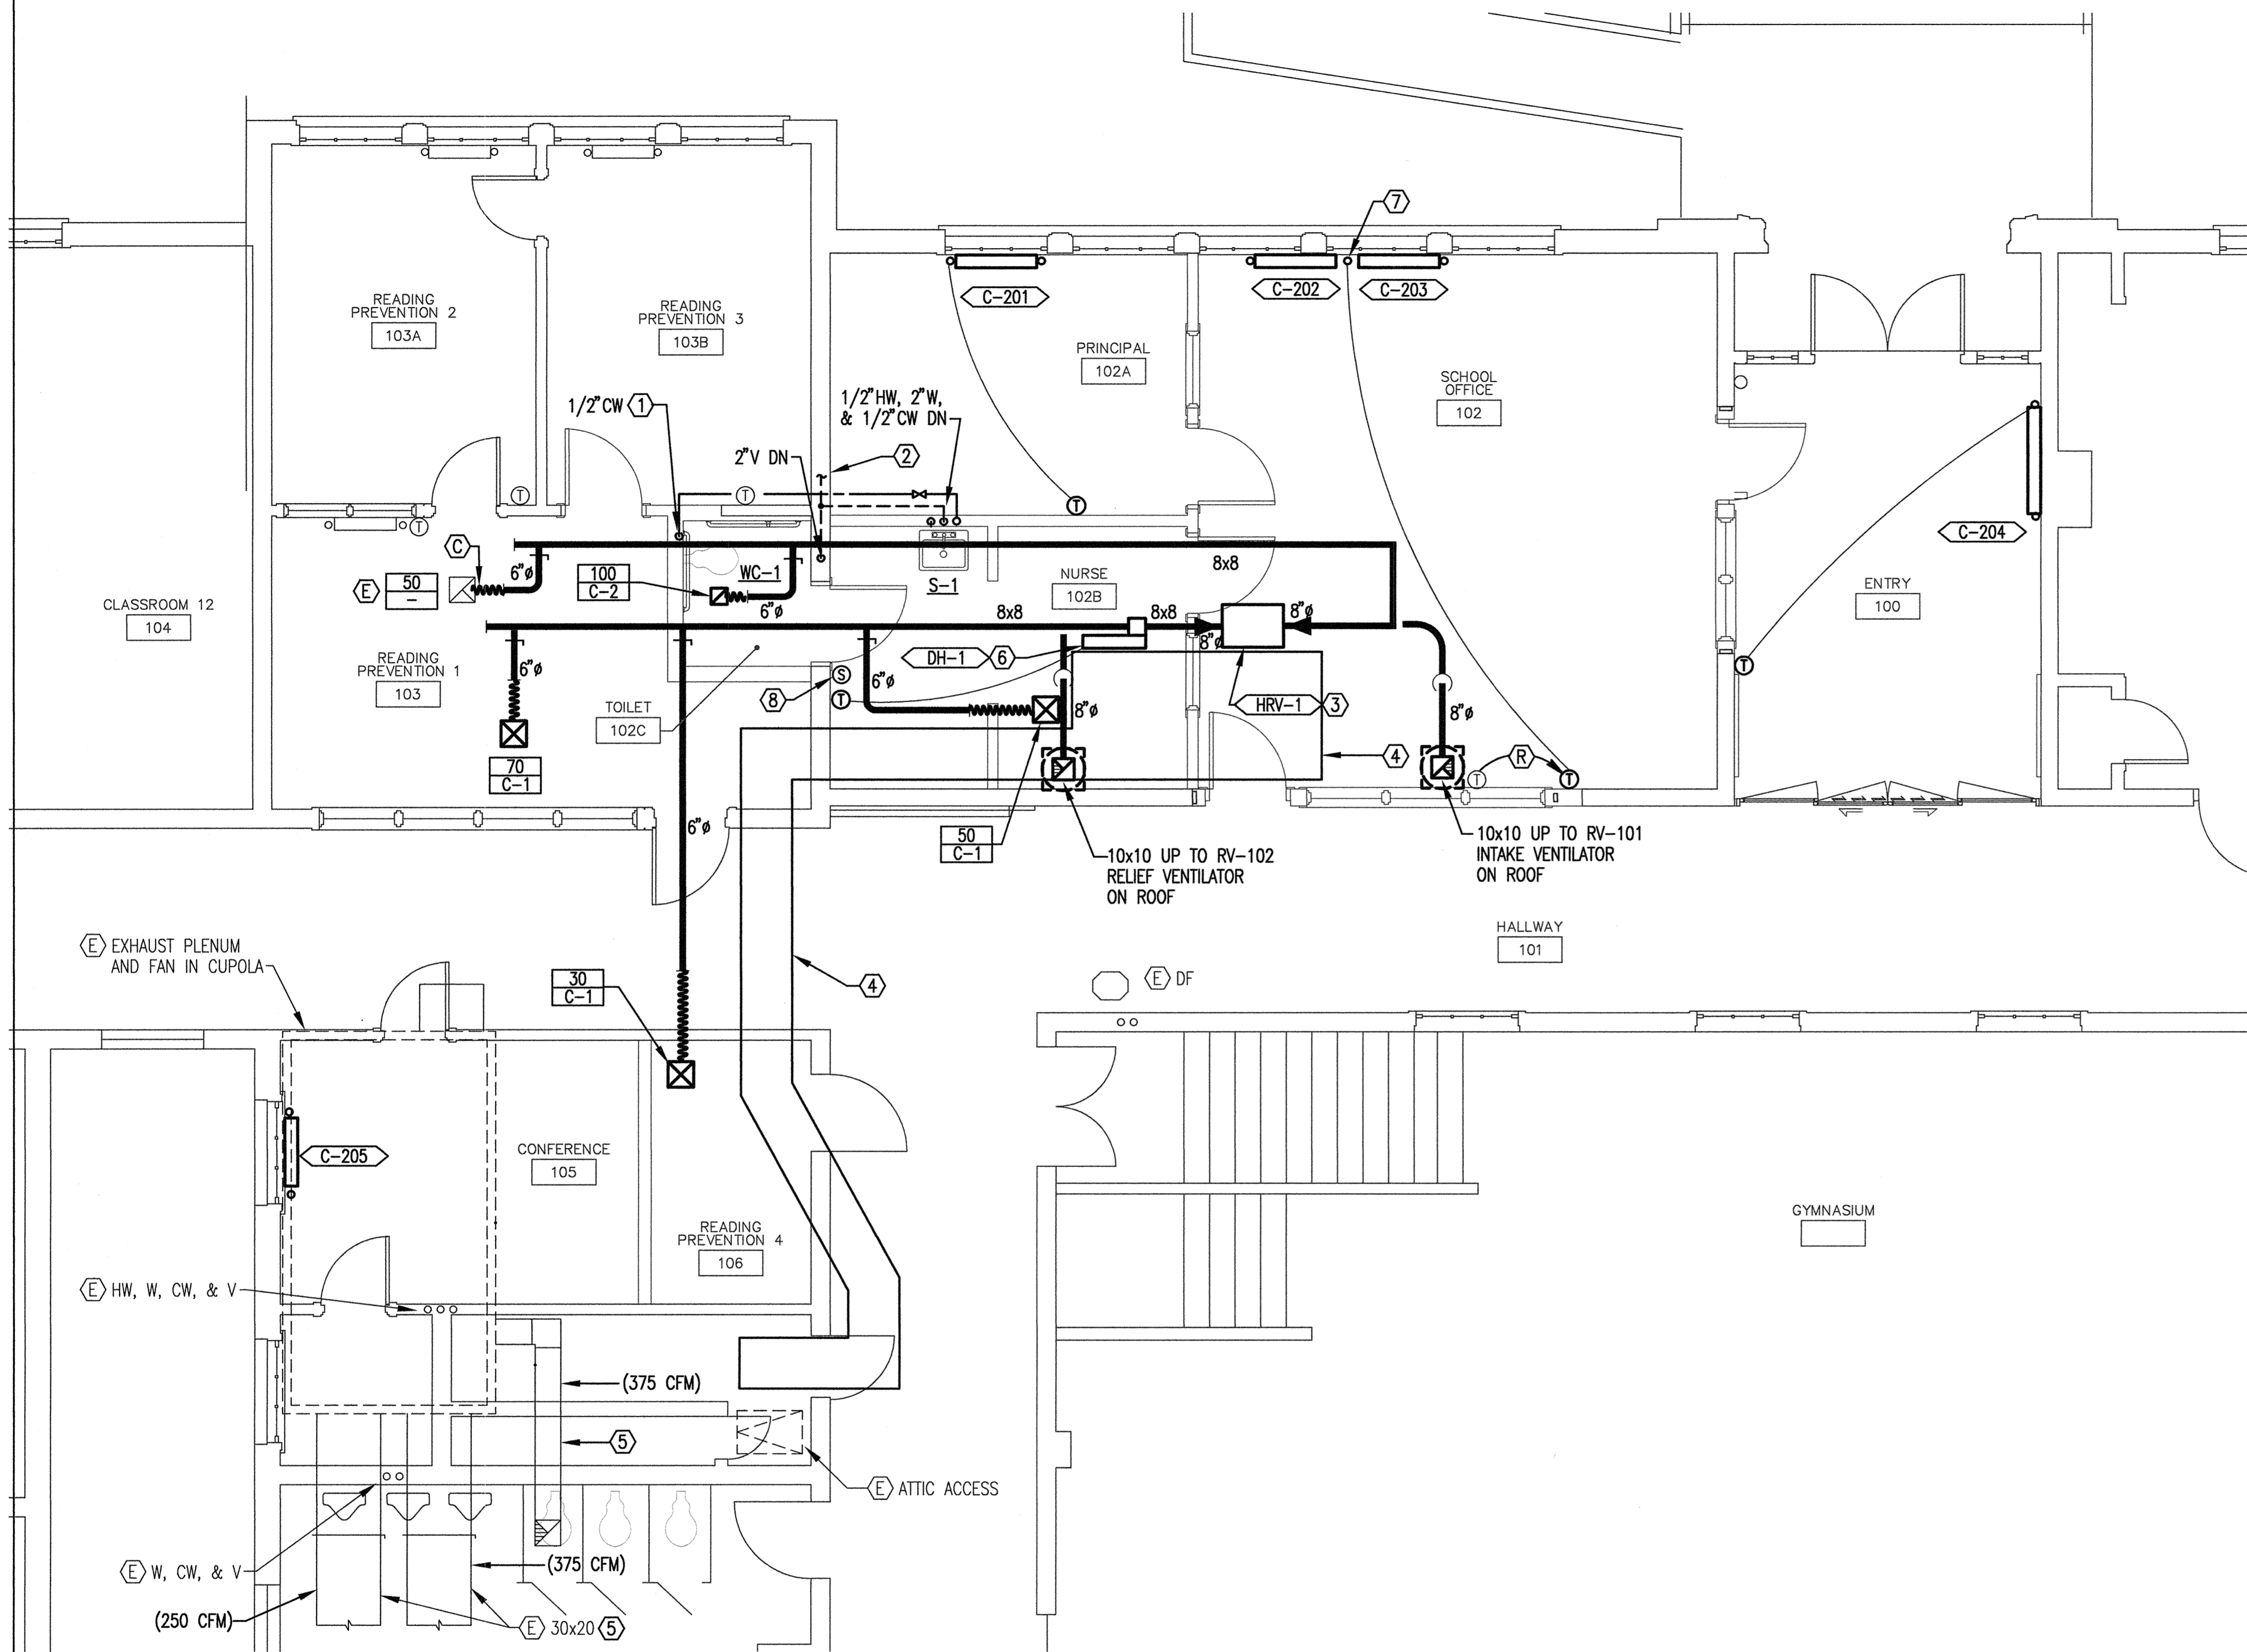 7
C-201
C-202
C-203
READING
PREVENTION 2
103A
READING
PREVENTION 3
103B
PRINCIPAL
102A
SCHOOL
OFFICE
102
1/2"CW
1
1/2"HW, 2"W,
& 1/2"CW DN
2"V DN
2
T
T
T
T
C-204
C
6"ø
E
50
-
100
C-2
WC-1
6"ø
S-1
NURSE
102B
8x8
ENTRY
100
CLASSROOM 12
104
8x8
8x8
8"ø
8"ø
READING
PREVENTION 1
103
6"ø
DH-1
6
T
TOILET
102C
8
S
T
6"ø
8"ø
HRV-1
3
8"ø
70
C-1
4
T
R
T
6"ø
50
C-1
10x10 UP TO RV-102
RELIEF VENTILATOR
ON ROOF
10x10 UP TO RV-101
INTAKE VENTILATOR
ON ROOF
E
EXHAUST PLENUM
AND FAN IN CUPOLA
HALLWAY
101
30
C-1
4
E
DF
C-205
CONFERENCE
105
READING
PREVENTION 4
106
GYMNASIUM
E
HW, W, CW, & V
(375 CFM)
5
E
ATTIC ACCESS
E
W, CW, & V
(375 CFM)
(250 CFM)
E
30x20
5